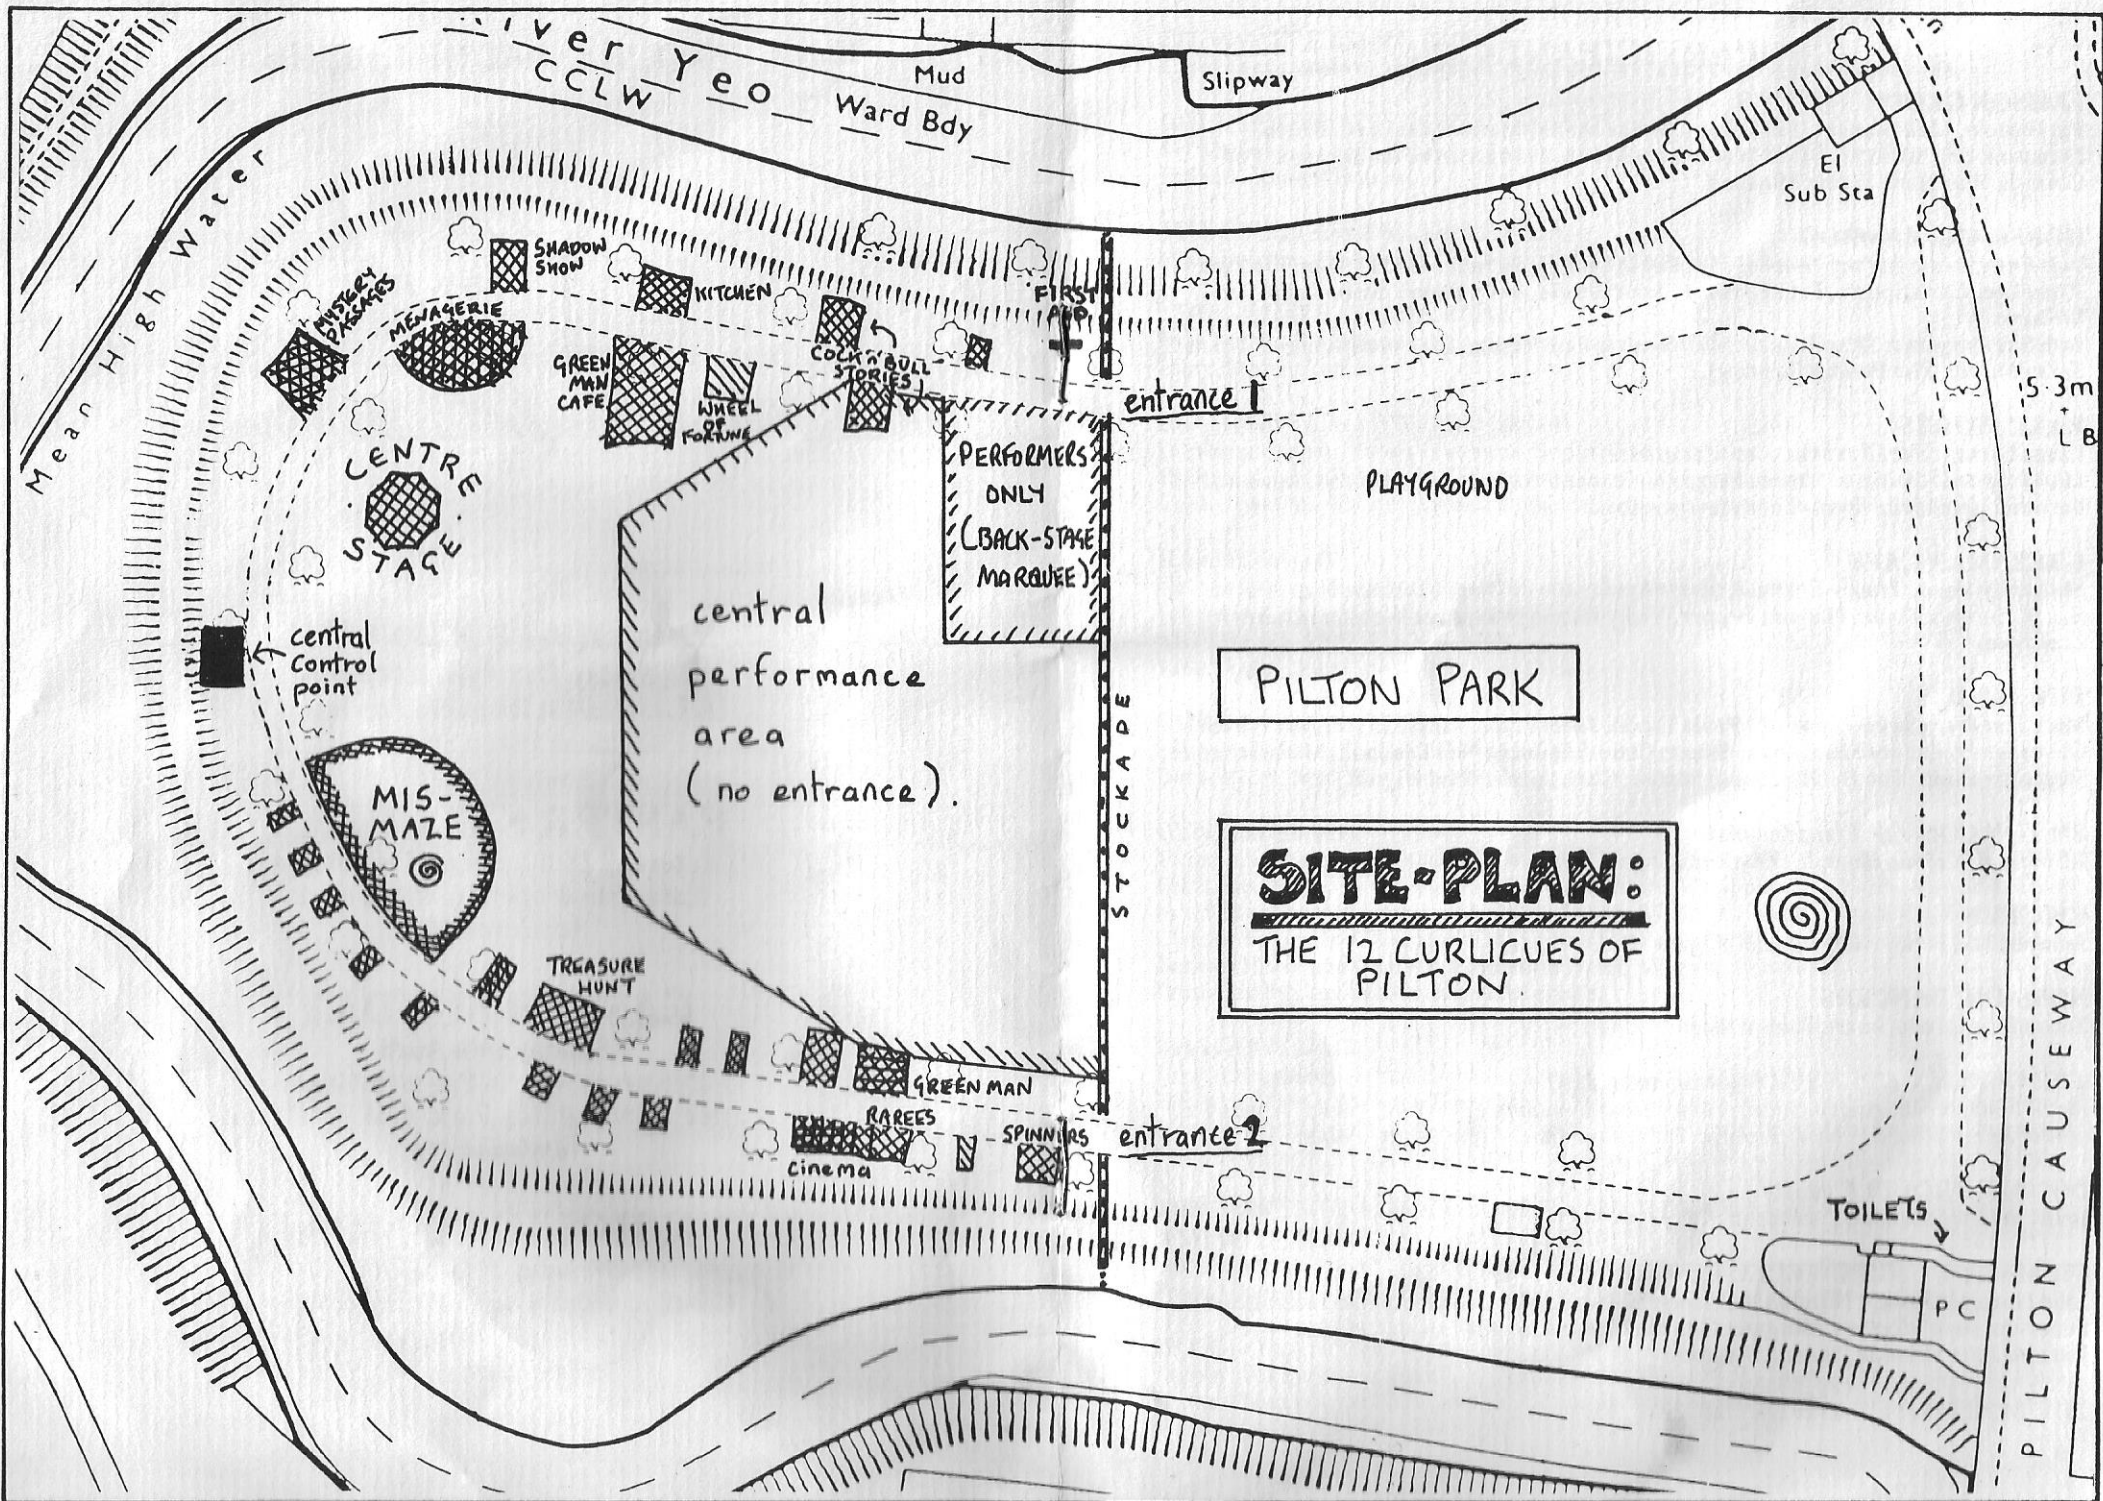 iver Yeo
CCLW
Ward Bdy
Mud
Slipway
Mean High Water
El
Sub Sta
SHADOW
SHOW
KITCHEN
MYSTERY
PASSAGES
MENAGERIE
GREEN
MAN
CAFE
WHEEL
OF
FORTUNE
COCK 'n' BULL
STORIES
FIRST
AID.
entrance 1
5·3m
+
L B
CENTRE
STAGE
PERFORMERS
ONLY
(BACK-STAGE
MARQUEE)
PLAYGROUND
central
performance
area
(no entrance).
central
control
point
PILTON PARK
STOCKADE
MIS-
MAZE
SITE-PLAN:
THE 12 CURLICUES OF
PILTON.
TREASURE
HUNT
GREEN MAN
RAREES
cinema
SPINNERS
entrance 2
TOILETS
PC
PILTON CAUSEWAY